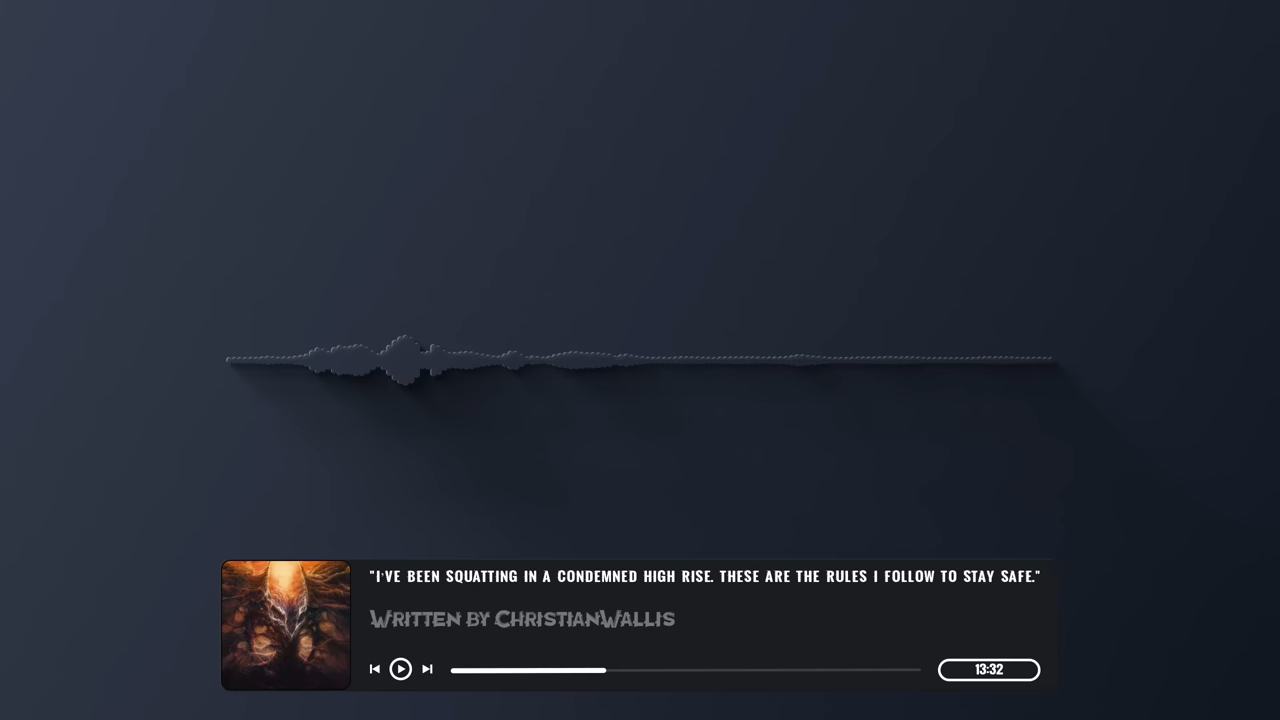 "I'VE BEEN SQUATTING IN A CONDEMNED HIGH RISE. THESE ARE THE RULES I FOLLOW TO STAY SAFE."
WRITTEN BY CHRISTIANWALLIS
13:32